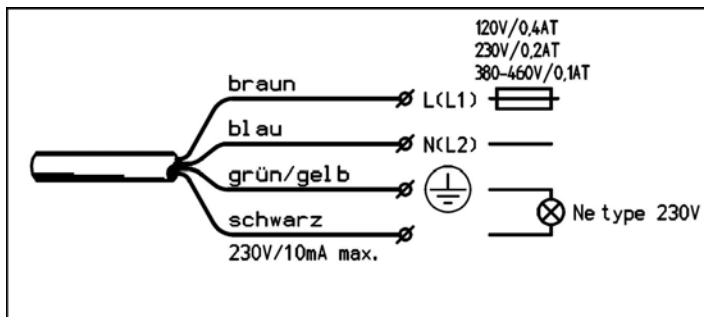 120V/0,4AT
230V/0,2AT
380-460V/0,1AT
braun
L(L1)
blau
N(L2)
grün/gelb
schwarz
Ne type 230V
230V/10mA max.